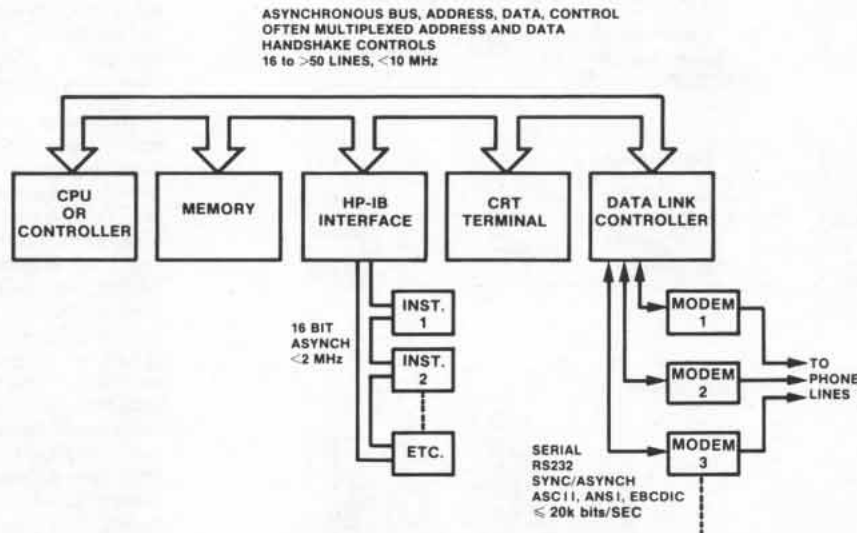 ASYNCHRONOUS BUS, ADDRESS, DATA, CONTROL
OFTEN MULTIPLEXED ADDRESS AND DATA
HANDSHAKE CONTROLS
16 to >50 LINES, <10 MHz
CPU
OR
CONTROLLER
MEMORY
HP-IB
INTERFACE
CRT
TERMINAL
DATA LINK
CONTROLLER
16 BIT
ASYNCH
<2 MHz
INST.
1
INST.
2
ETC.
MODEM
1
MODEM
2
MODEM
3
TO
PHONE
LINES
SERIAL
RS232
SYNC/ASYNCH
ASCII, ANSI, EBCDIC
≤ 20k bits/SEC